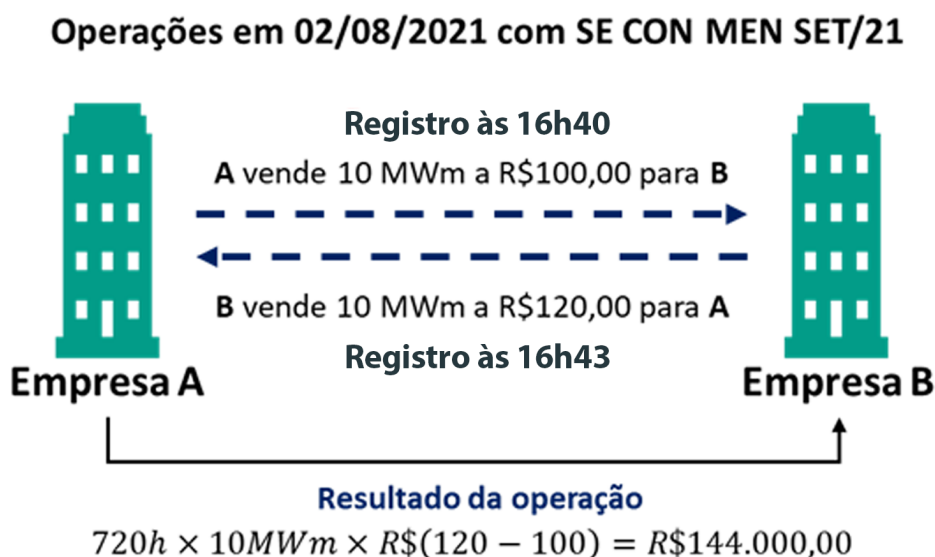 Operações em 02/08/2021 com SE CON MEN SET/21
Registro às 16h40
A vende 10 MWm a R$100,00 para B
B vende 10 MWm a R$120,00 para A
Registro às 16h43
Empresa A
Empresa B
Resultado da operação
720h × 10MWm × R$(120 − 100) = R$144.000,00